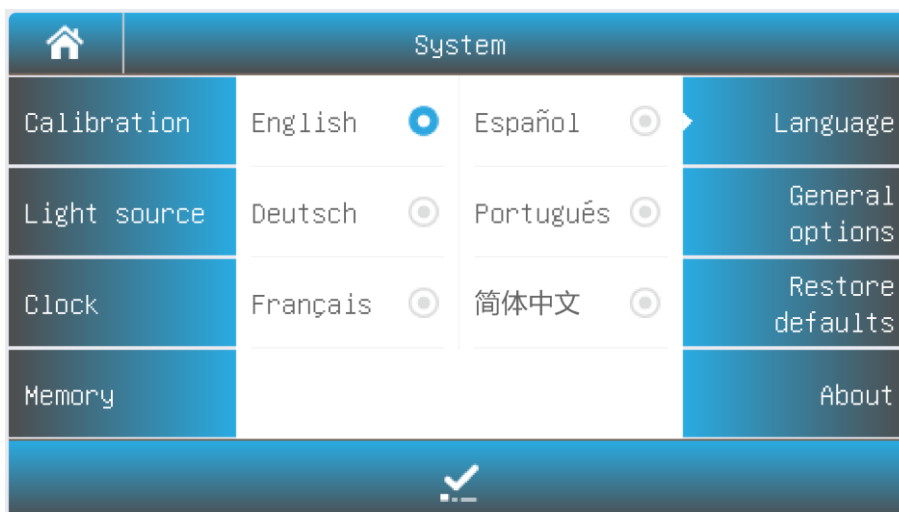 System
Calibration
Light source
Clock
Memory
English
Español
Deutsch
Português
Français
简体中文
Language
General
options
Restore
defaults
About